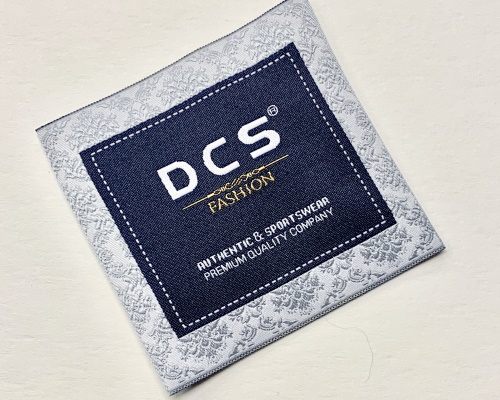 DCS®
FASHION
AUTHENTIC & SPORTSWEAR
PREMIUM QUALITY COMPANY